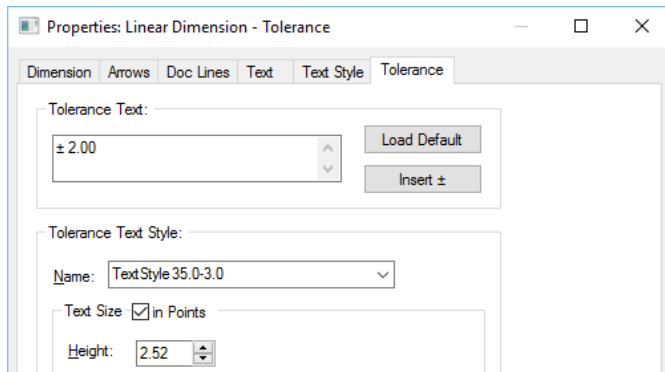 Properties: Linear Dimension - Tolerance
Dimension Arrows Doc Lines Text Text Style Tolerance
Tolerance Text:
± 2.00
Load Default
Insert ±
Tolerance Text Style:
Name: TextStyle 35.0-3.0
Text Size in Points
Height: 2.52